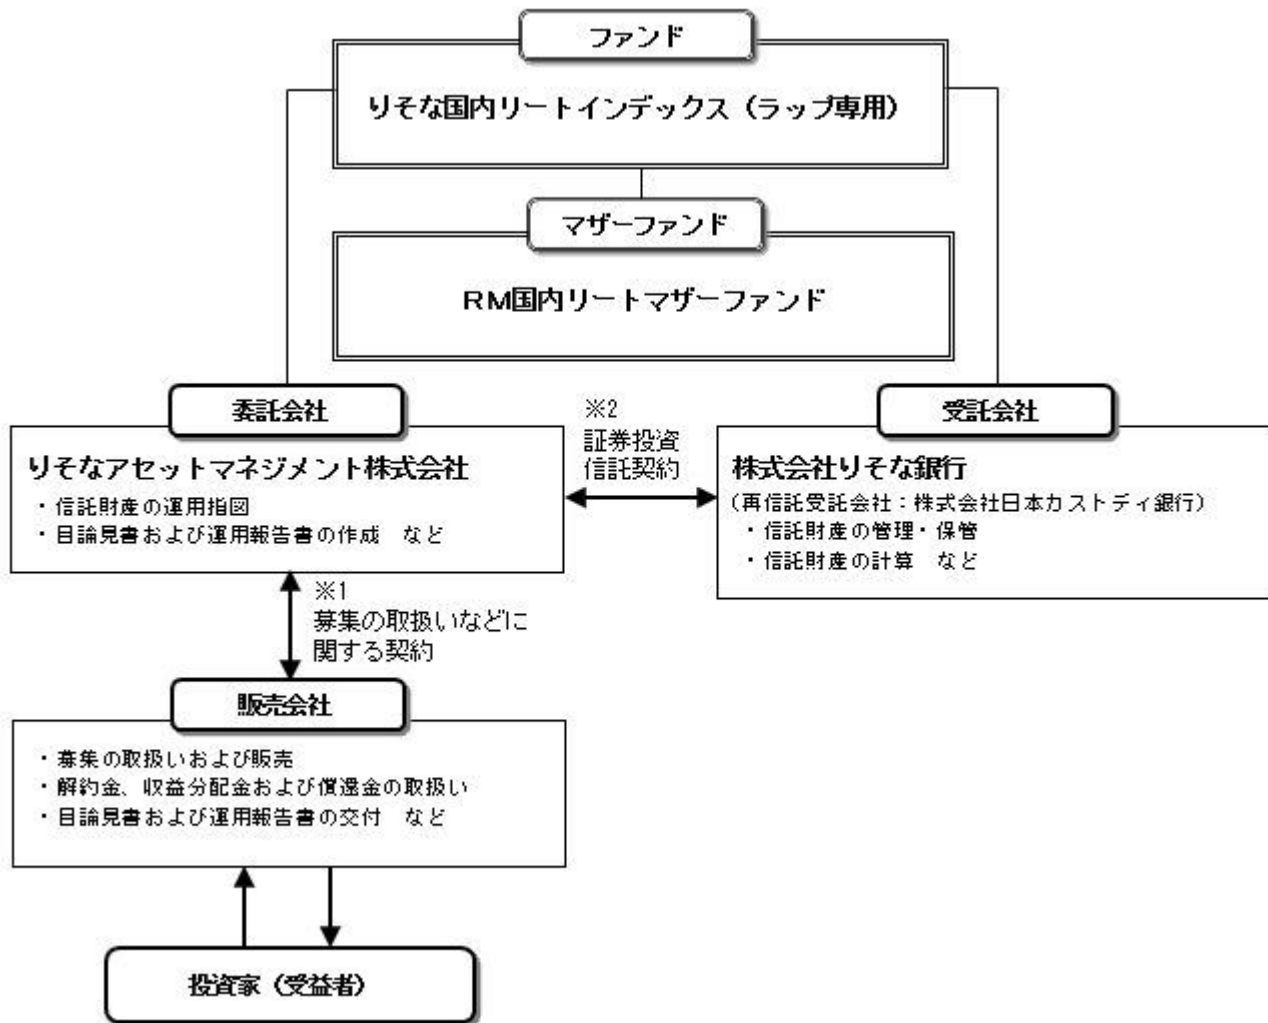 ファンド
りそな国内リートインデックス（ラップ専用）
マザーファンド
RM国内リートマザーファンド
委託会社
りそなアセットマネジメント株式会社
・信託財産の運用指図
・目論見書および運用報告書の作成　など
※2
証券投資
信託契約
受託会社
株式会社りそな銀行
（再信託受託会社：株式会社日本カストディ銀行）
・信託財産の管理・保管
・信託財産の計算　など
※1
募集の取扱いなどに
関する契約
販売会社
・募集の取扱いおよび販売
・解約金、収益分配金および償還金の取扱い
・目論見書および運用報告書の交付　など
投資家（受益者）